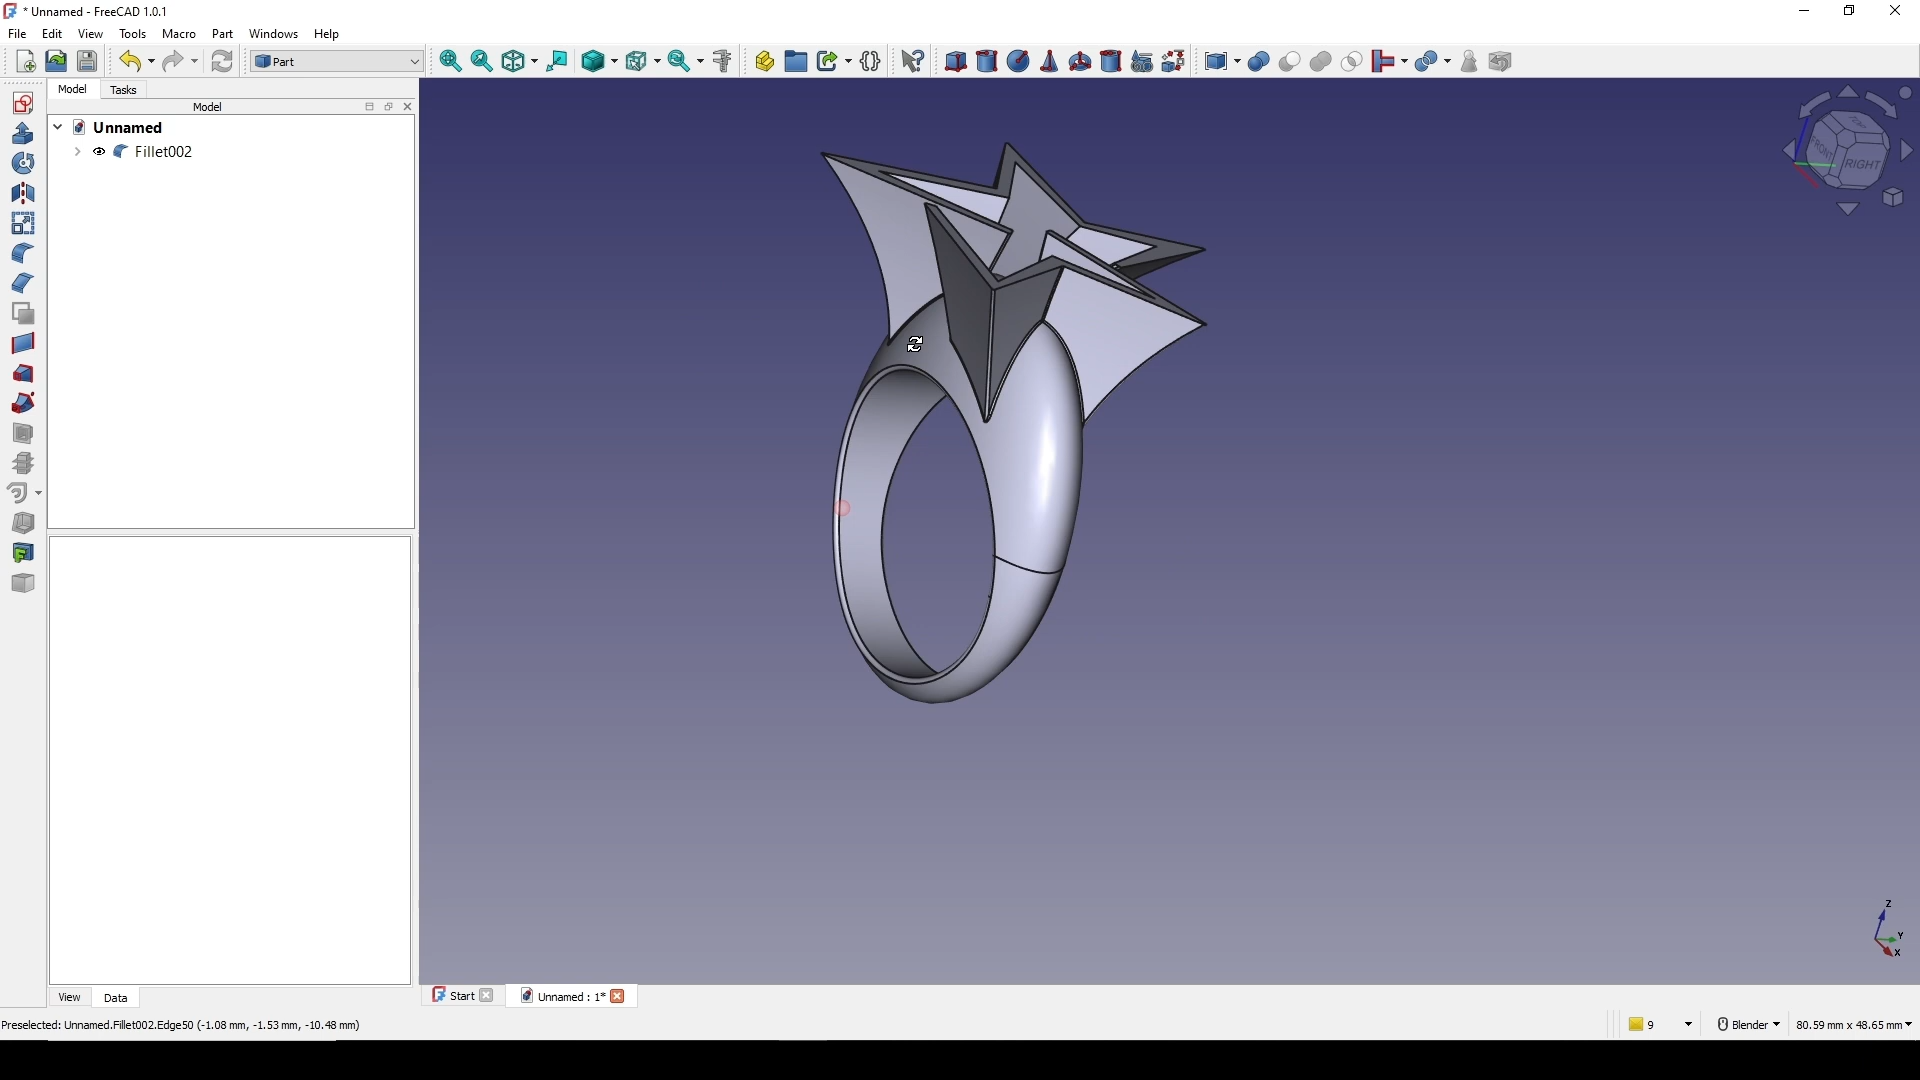 * Unnamed - FreeCAD 1.0.1
File Edit View Tools Macro Part Windows Help
Part
Model Tasks
Model
Unnamed
Fillet002
TOP
FRONT
RIGHT
Z
Y
X
View Data
Start
Unnamed : 1*
Preselected: Unnamed.Fillet002.Edge50 (-1.08 mm, -1.53 mm, -10.48 mm)
9
Blender
80.59 mm x 48.65 mm